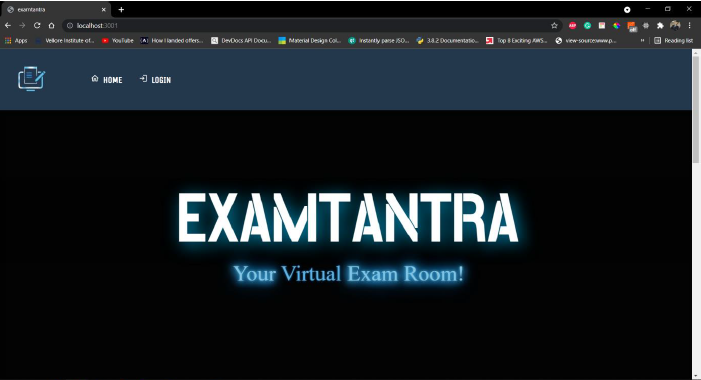 examtantra
localhost:3001
Apps Vellore Institute of... YouTube How I landed offers... DevDocs API Docu... Material Design Col... Instantly parse JSO... 3.8.2 Documentatio... Top 8 Exciting AWS... view-source:www.p... » Reading list
HOME LOGIN
EXAMTANTRA
Your Virtual Exam Room!